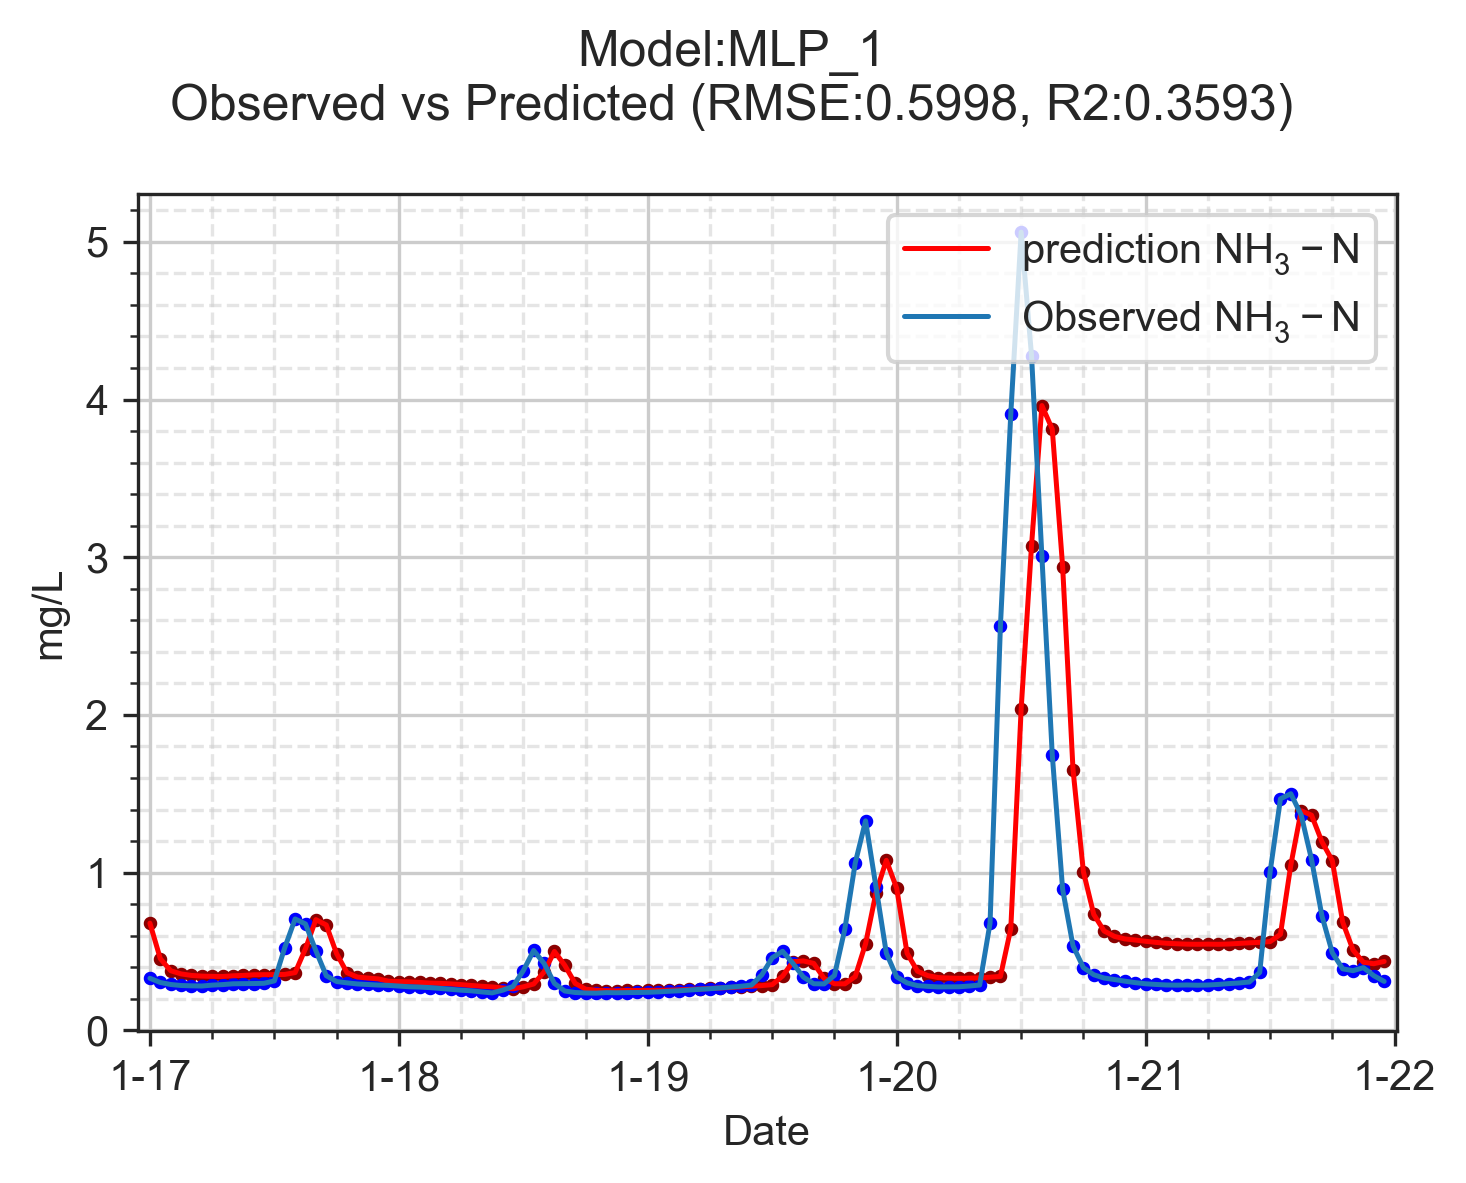 Model:MLP_1
Observed vs Predicted (RMSE:0.5998, R2:0.3593)
prediction NH₃ − N
Observed NH₃ − N
5
4
3
2
1
0
mg/L
1-17 1-18 1-19 1-20 1-21 1-22
Date